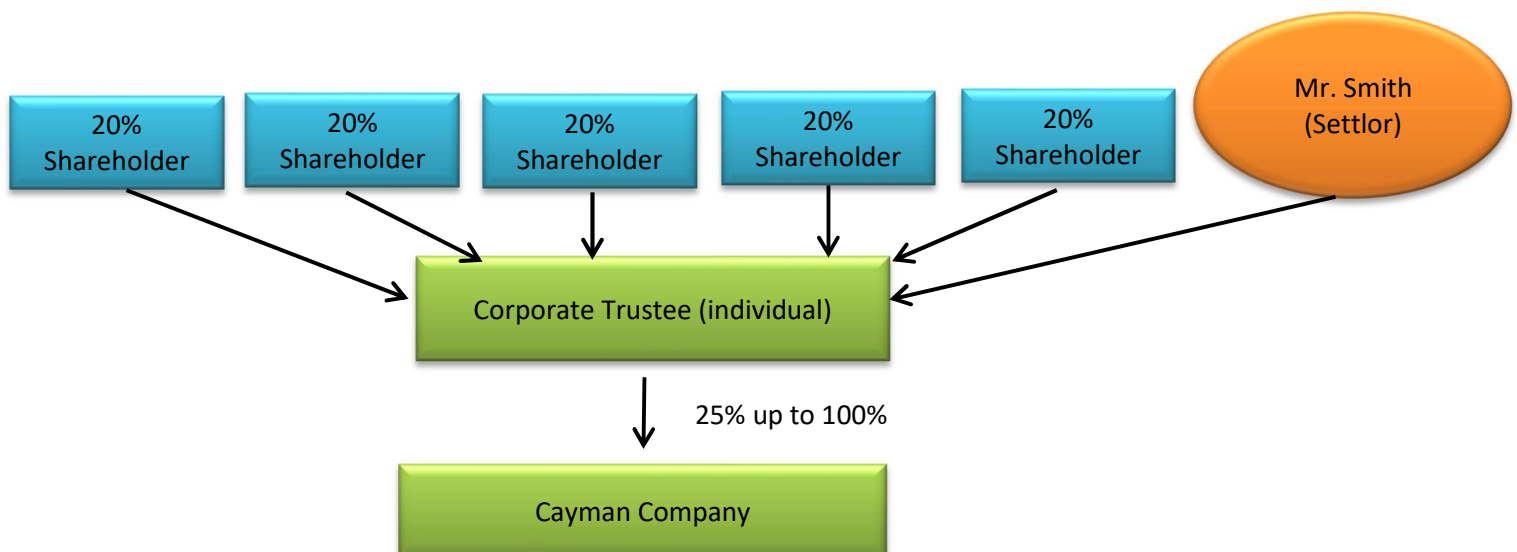 20%
Shareholder
20%
Shareholder
20%
Shareholder
20%
Shareholder
20%
Shareholder
Mr. Smith
(Settlor)
Corporate Trustee (individual)
25% up to 100%
Cayman Company